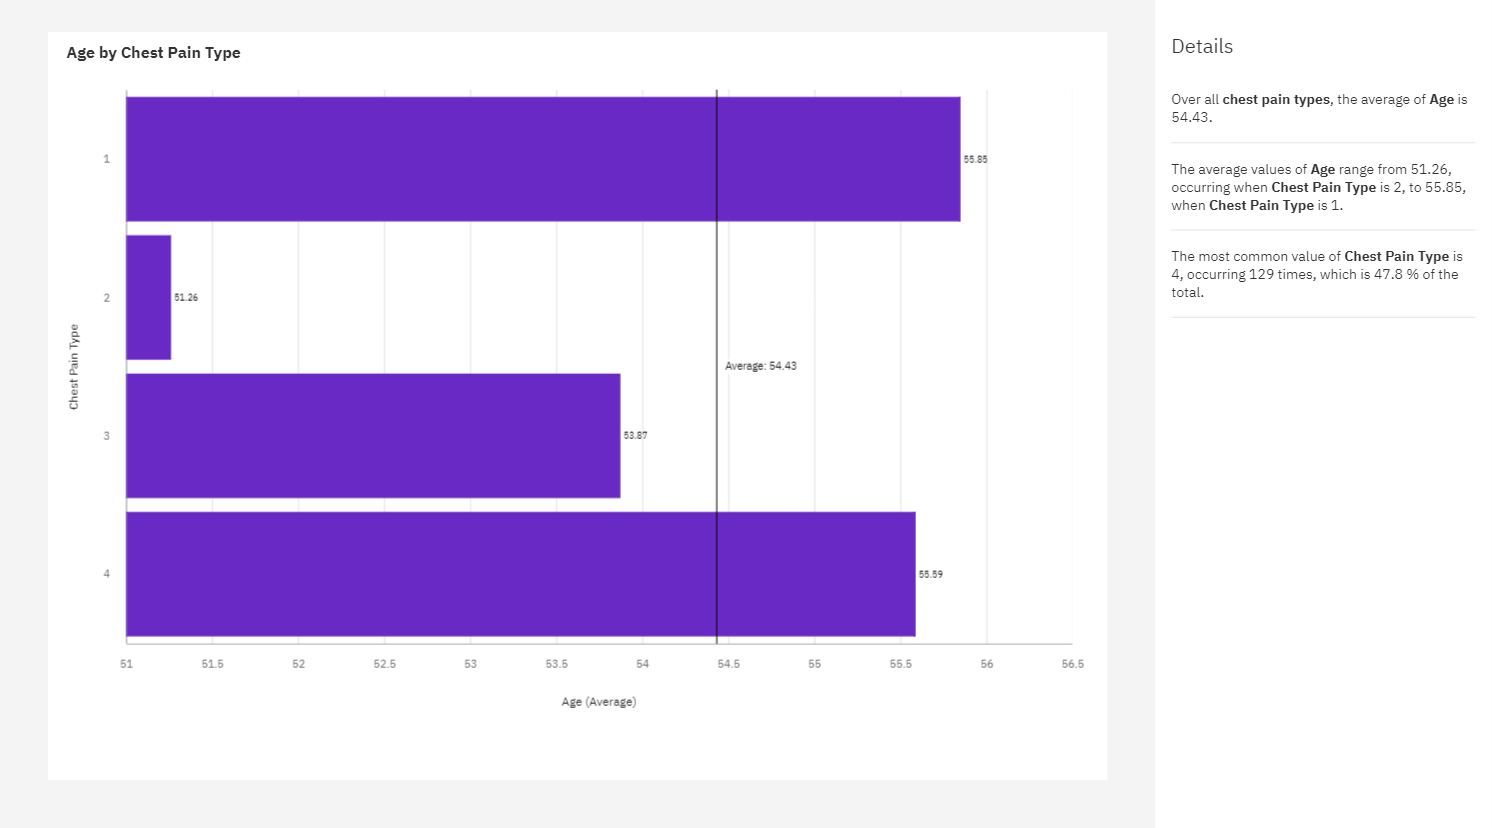 Age by Chest Pain Type
1
55.85
2
51.26
Average: 54.43
Chest Pain Type
3
53.87
4
55.59
51 51.5 52 52.5 53 53.5 54 54.5 55 55.5 56 56.5
Age (Average)
Details
Over all chest pain types, the average of Age is
54.43.
The average values of Age range from 51.26,
occurring when Chest Pain Type is 2, to 55.85,
when Chest Pain Type is 1.
The most common value of Chest Pain Type is
4, occurring 129 times, which is 47.8 % of the
total.